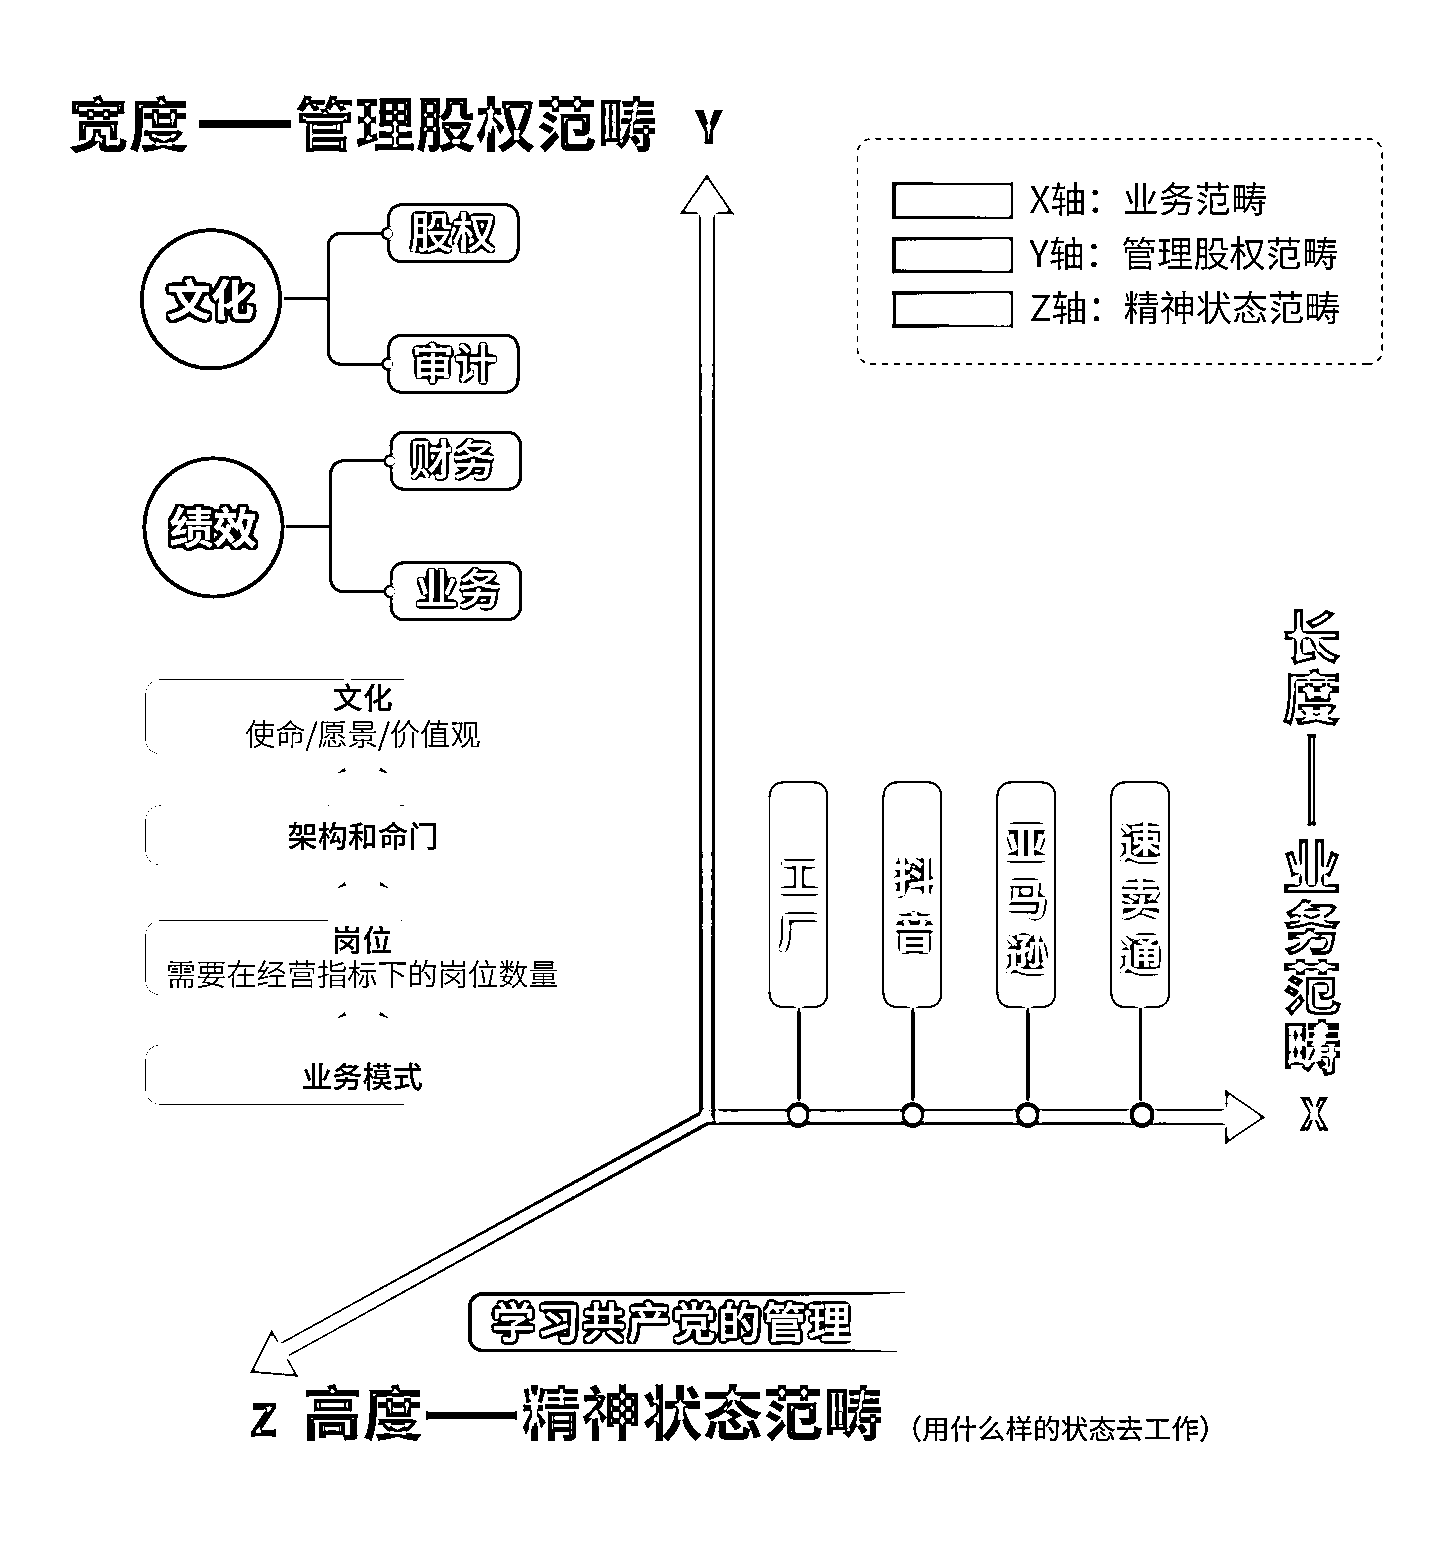 宽度——管理股权范畴 Y
X轴：业务范畴
Y轴：管理股权范畴
Z轴：精神状态范畴
文化
股权
审计
绩效
财务
业务
文化
使命/愿景/价值观
架构和命门
岗位
需要在经营指标下的岗位数量
业务模式
工厂
抖音
亚马逊
速卖通
长度——业务范畴 X
学习共产党的管理
Z 高度——精神状态范畴（用什么样的状态去工作）